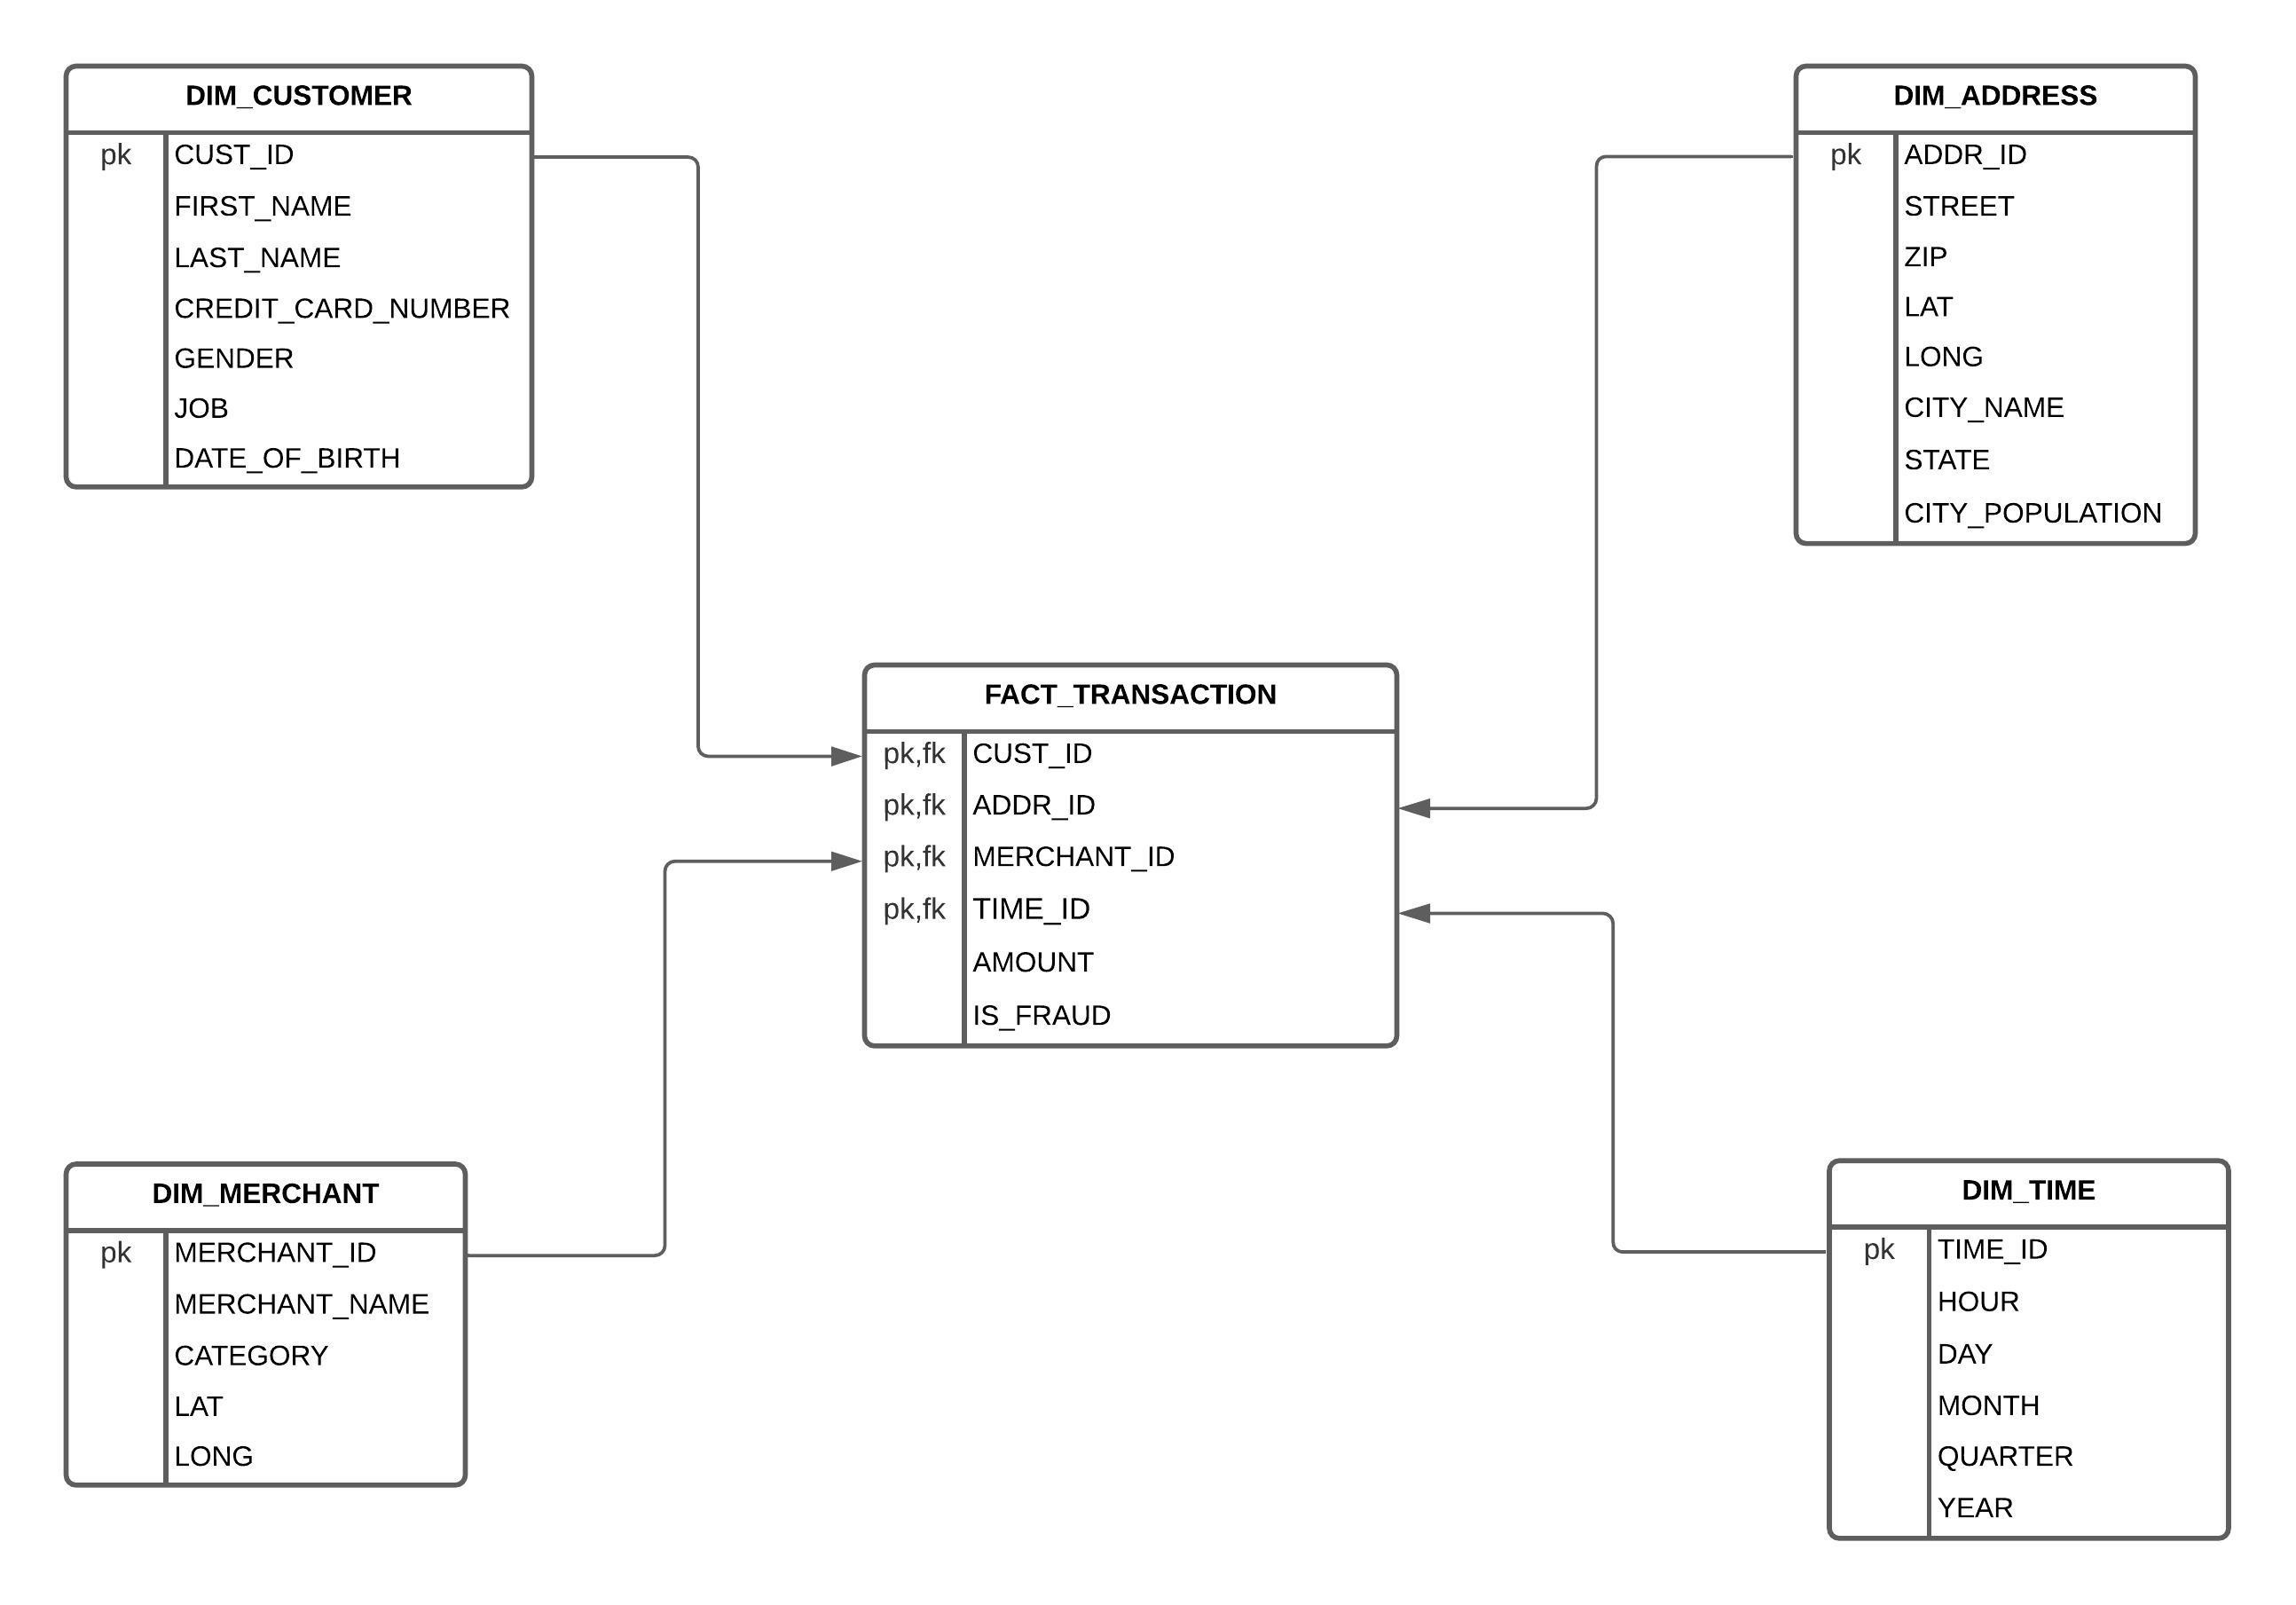 DIM_CUSTOMER
pk CUST_ID
FIRST_NAME
LAST_NAME
CREDIT_CARD_NUMBER
GENDER
JOB
DATE_OF_BIRTH
DIM_ADDRESS
pk ADDR_ID
STREET
ZIP
LAT
LONG
CITY_NAME
STATE
CITY_POPULATION
FACT_TRANSACTION
pk,fk CUST_ID
pk,fk ADDR_ID
pk,fk MERCHANT_ID
pk,fk TIME_ID
AMOUNT
IS_FRAUD
DIM_MERCHANT
pk MERCHANT_ID
MERCHANT_NAME
CATEGORY
LAT
LONG
DIM_TIME
pk TIME_ID
HOUR
DAY
MONTH
QUARTER
YEAR